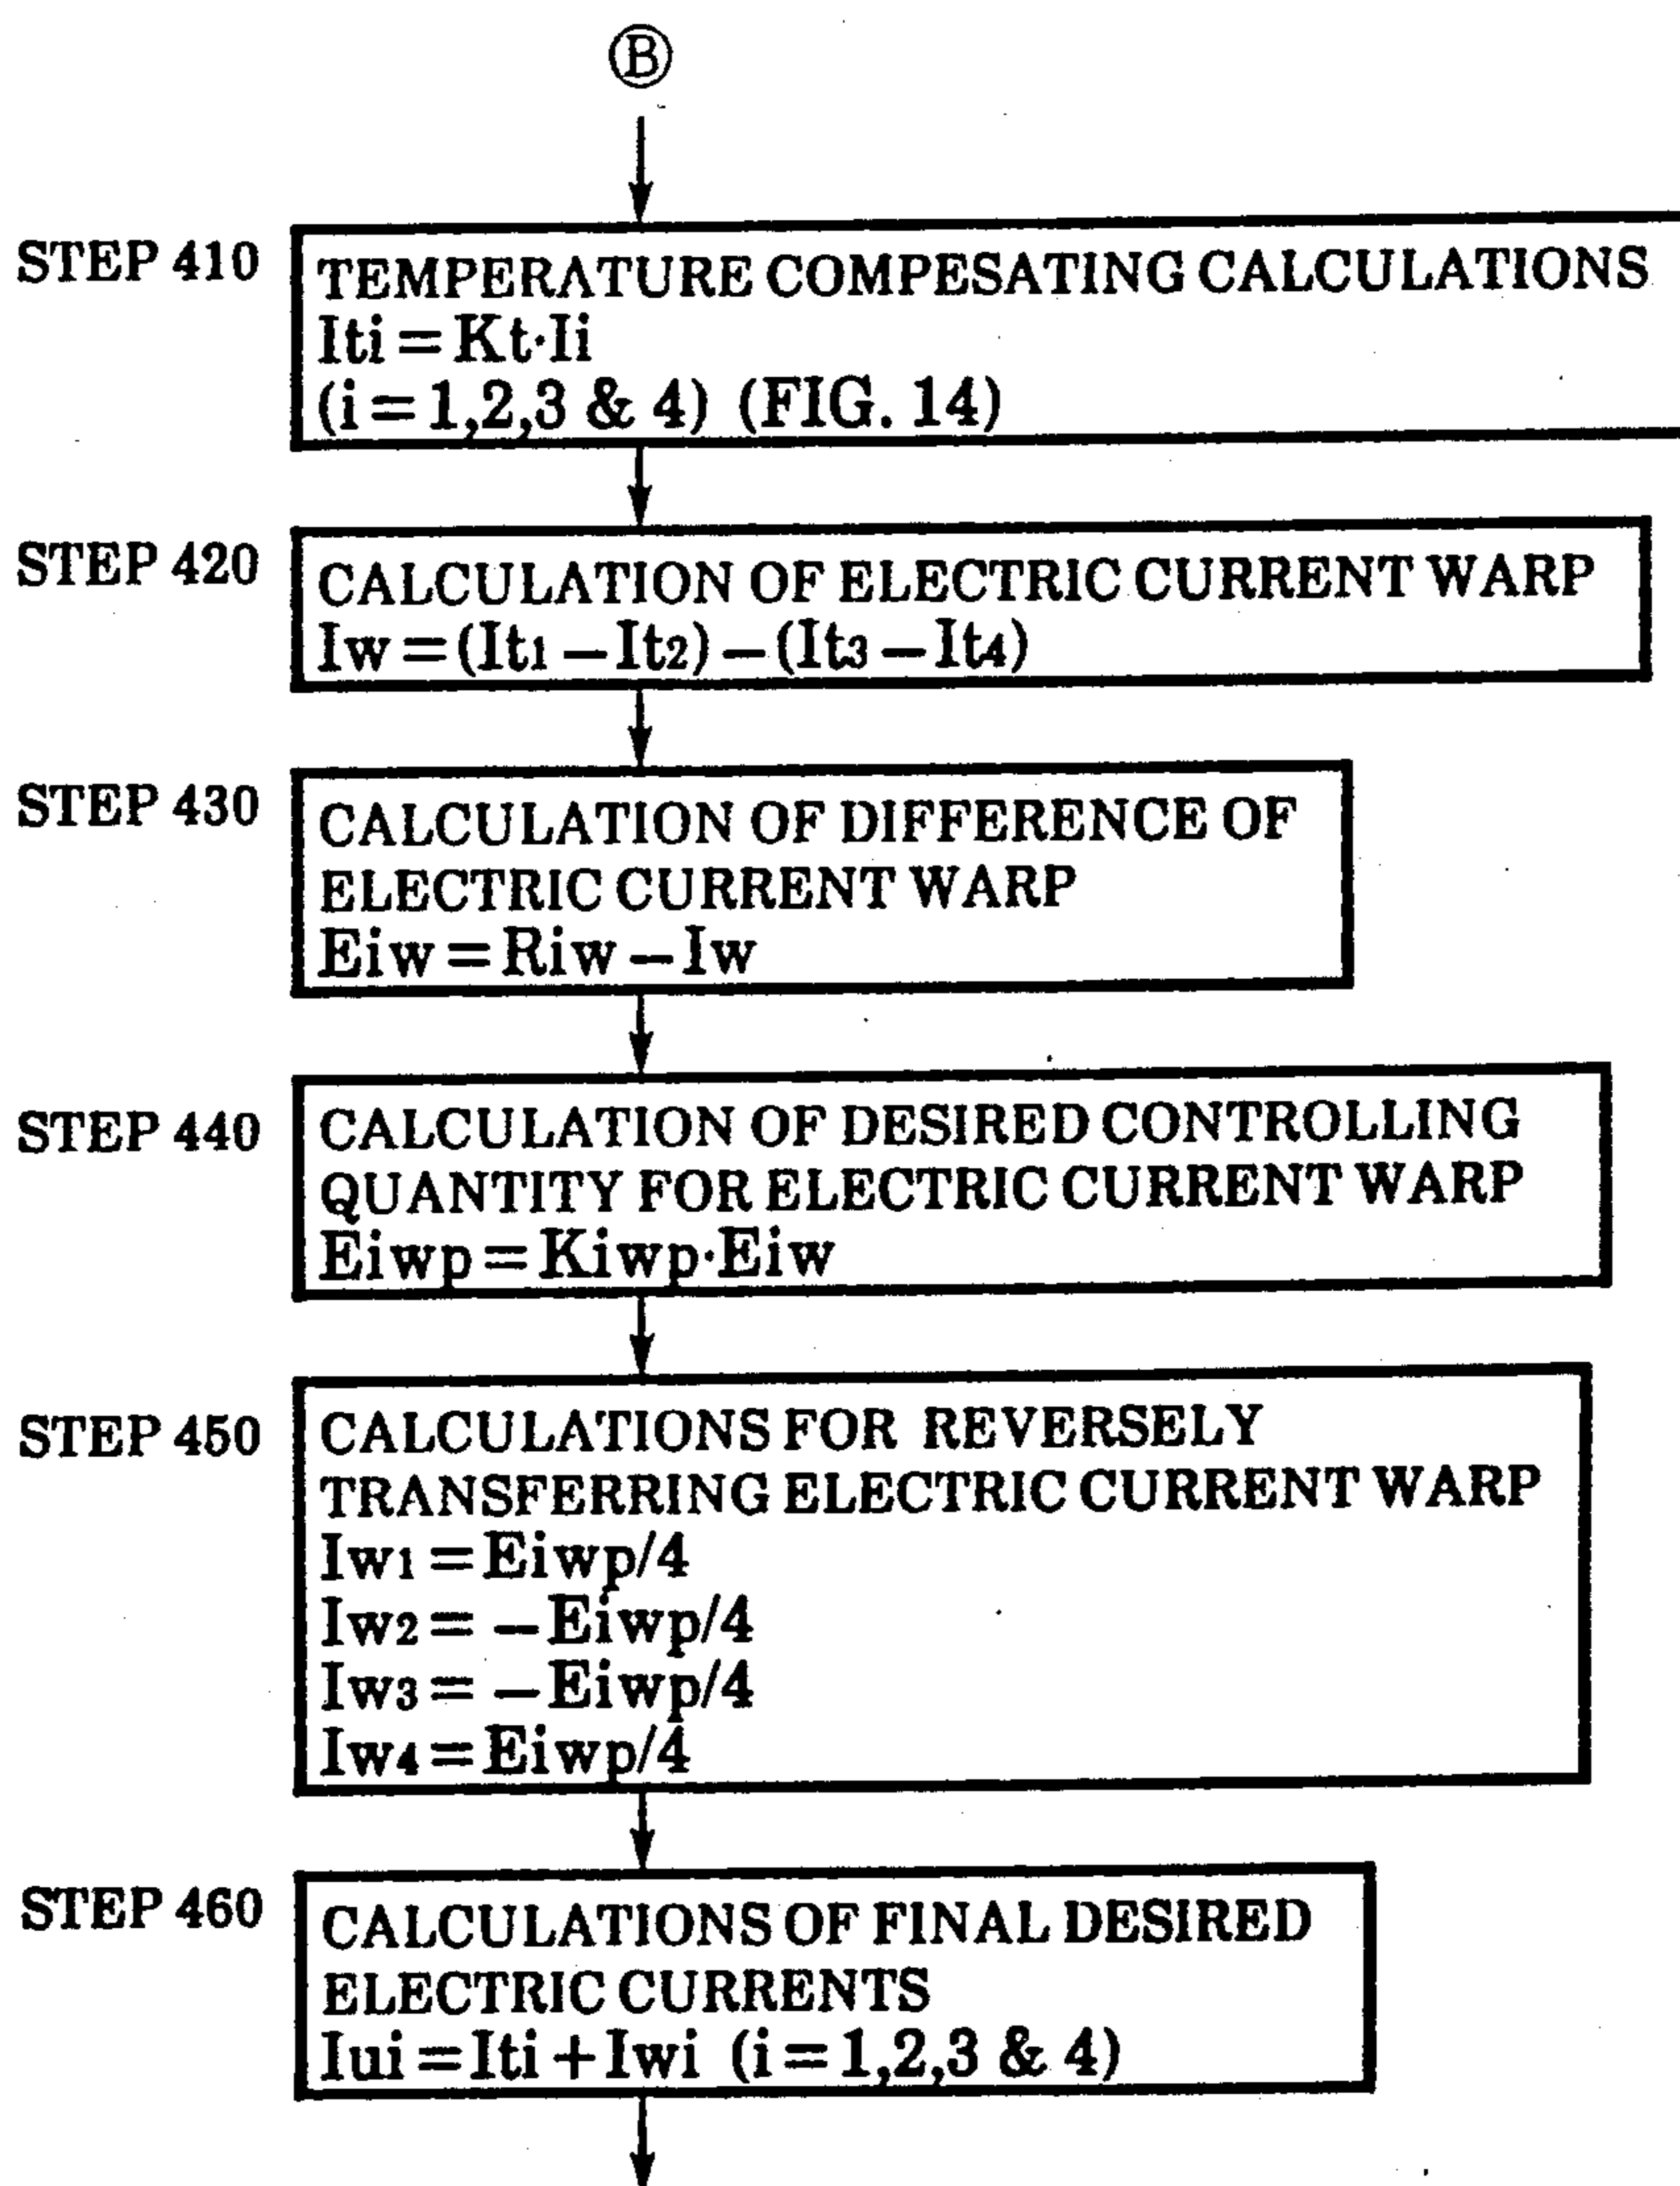 Ⓑ
STEP 410
TEMPERATURE COMPESATING CALCULATIONS
Iti = Kt·Ii
(i = 1,2,3 & 4) (FIG. 14)
STEP 420
CALCULATION OF ELECTRIC CURRENT WARP
Iw = (It1 – It2) – (It3 – It4)
STEP 430
CALCULATION OF DIFFERENCE OF
ELECTRIC CURRENT WARP
Eiw = Riw – Iw
STEP 440
CALCULATION OF DESIRED CONTROLLING
QUANTITY FOR ELECTRIC CURRENT WARP
Eiwp = Kiwp·Eiw
STEP 450
CALCULATIONS FOR REVERSELY
TRANSFERRING ELECTRIC CURRENT WARP
Iw1 = Eiwp/4
Iw2 = –Eiwp/4
Iw3 = –Eiwp/4
Iw4 = Eiwp/4
STEP 460
CALCULATIONS OF FINAL DESIRED
ELECTRIC CURRENTS
Iui = Iti + Iwi (i = 1,2,3 & 4)